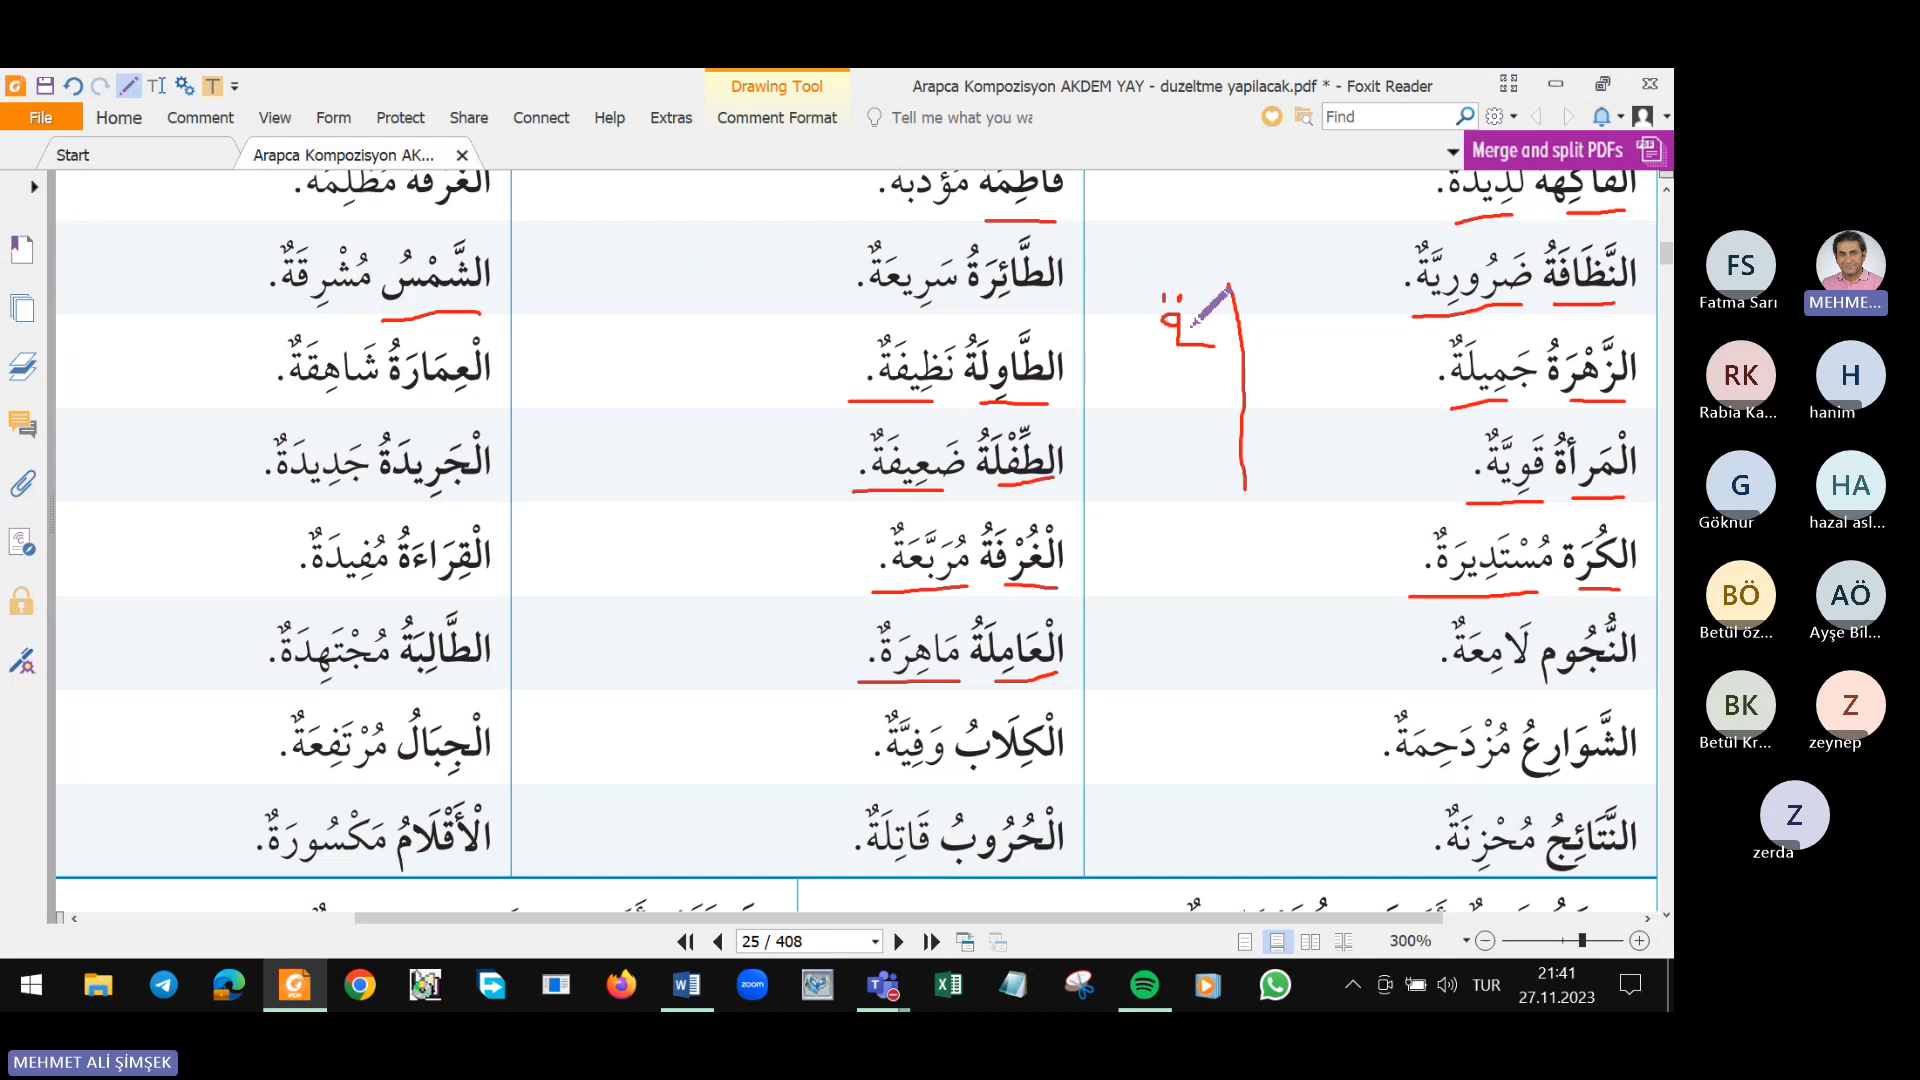 Drawing Tool
Arapca Kompozisyon AKDEM YAY - duzeltme yapilacak.pdf * - Foxit Reader
File Home Comment View Form Protect Share Connect Help Extras Comment Format Tell me what you wa Find
Start Arapca Kompozisyon AK... Merge and split PDFs
الْفَاكِهَة لَذِيذَةٌ. فَاطِمَة مُؤَدَّبَة. الْغُرْفَة مُظْلِمَة.
النَّظَافَةُ ضَرُورِيَّةٌ. الطَّائِرَةُ سَرِيعَةٌ. الشَّمْسُ مُشْرِقَةٌ.
الزَّهْرَةُ جَمِيلَةٌ. الطَّاوِلَةُ نَظِيفَةٌ. الْعِمَارَةُ شَاهِقَةٌ.
الْمَرأةُ قَوِيَّةٌ. الطِّفْلَةُ ضَعِيفَةٌ. الْجَرِيدَةُ جَدِيدَةٌ.
الكُرَة مُسْتَدِيرَةٌ. الْغُرْفَةُ مُرَبَّعَةٌ. الْقِرَاءَةُ مُفِيدَةٌ.
النُّجُوم لَامِعَةٌ. الْعَامِلَةُ مَاهِرَةٌ. الطَّالِبَةُ مُجْتَهِدَةٌ.
الشَّوَارِعُ مُزْدَحِمَةٌ. الْكِلَابُ وَفِيَّةٌ. الْجِبَالُ مُرْتَفِعَةٌ.
النَّتَائِجُ مُحْزِنَةٌ. الْحُرُوبُ قَاتِلَةٌ. الْأَقْلَامُ مَكْسُورَةٌ.
25 / 408 300%
TUR 21:41
27.11.2023
FS
Fatma Sarı MEHME...
RK H
Rabia Ka... hanim
G HA
Göknur hazal asl...
BÖ AÖ
Betül öz... Ayşe Bil...
BK Z
Betül Kr... zeynep
Z
zerda
MEHMET ALİ ŞİMŞEK